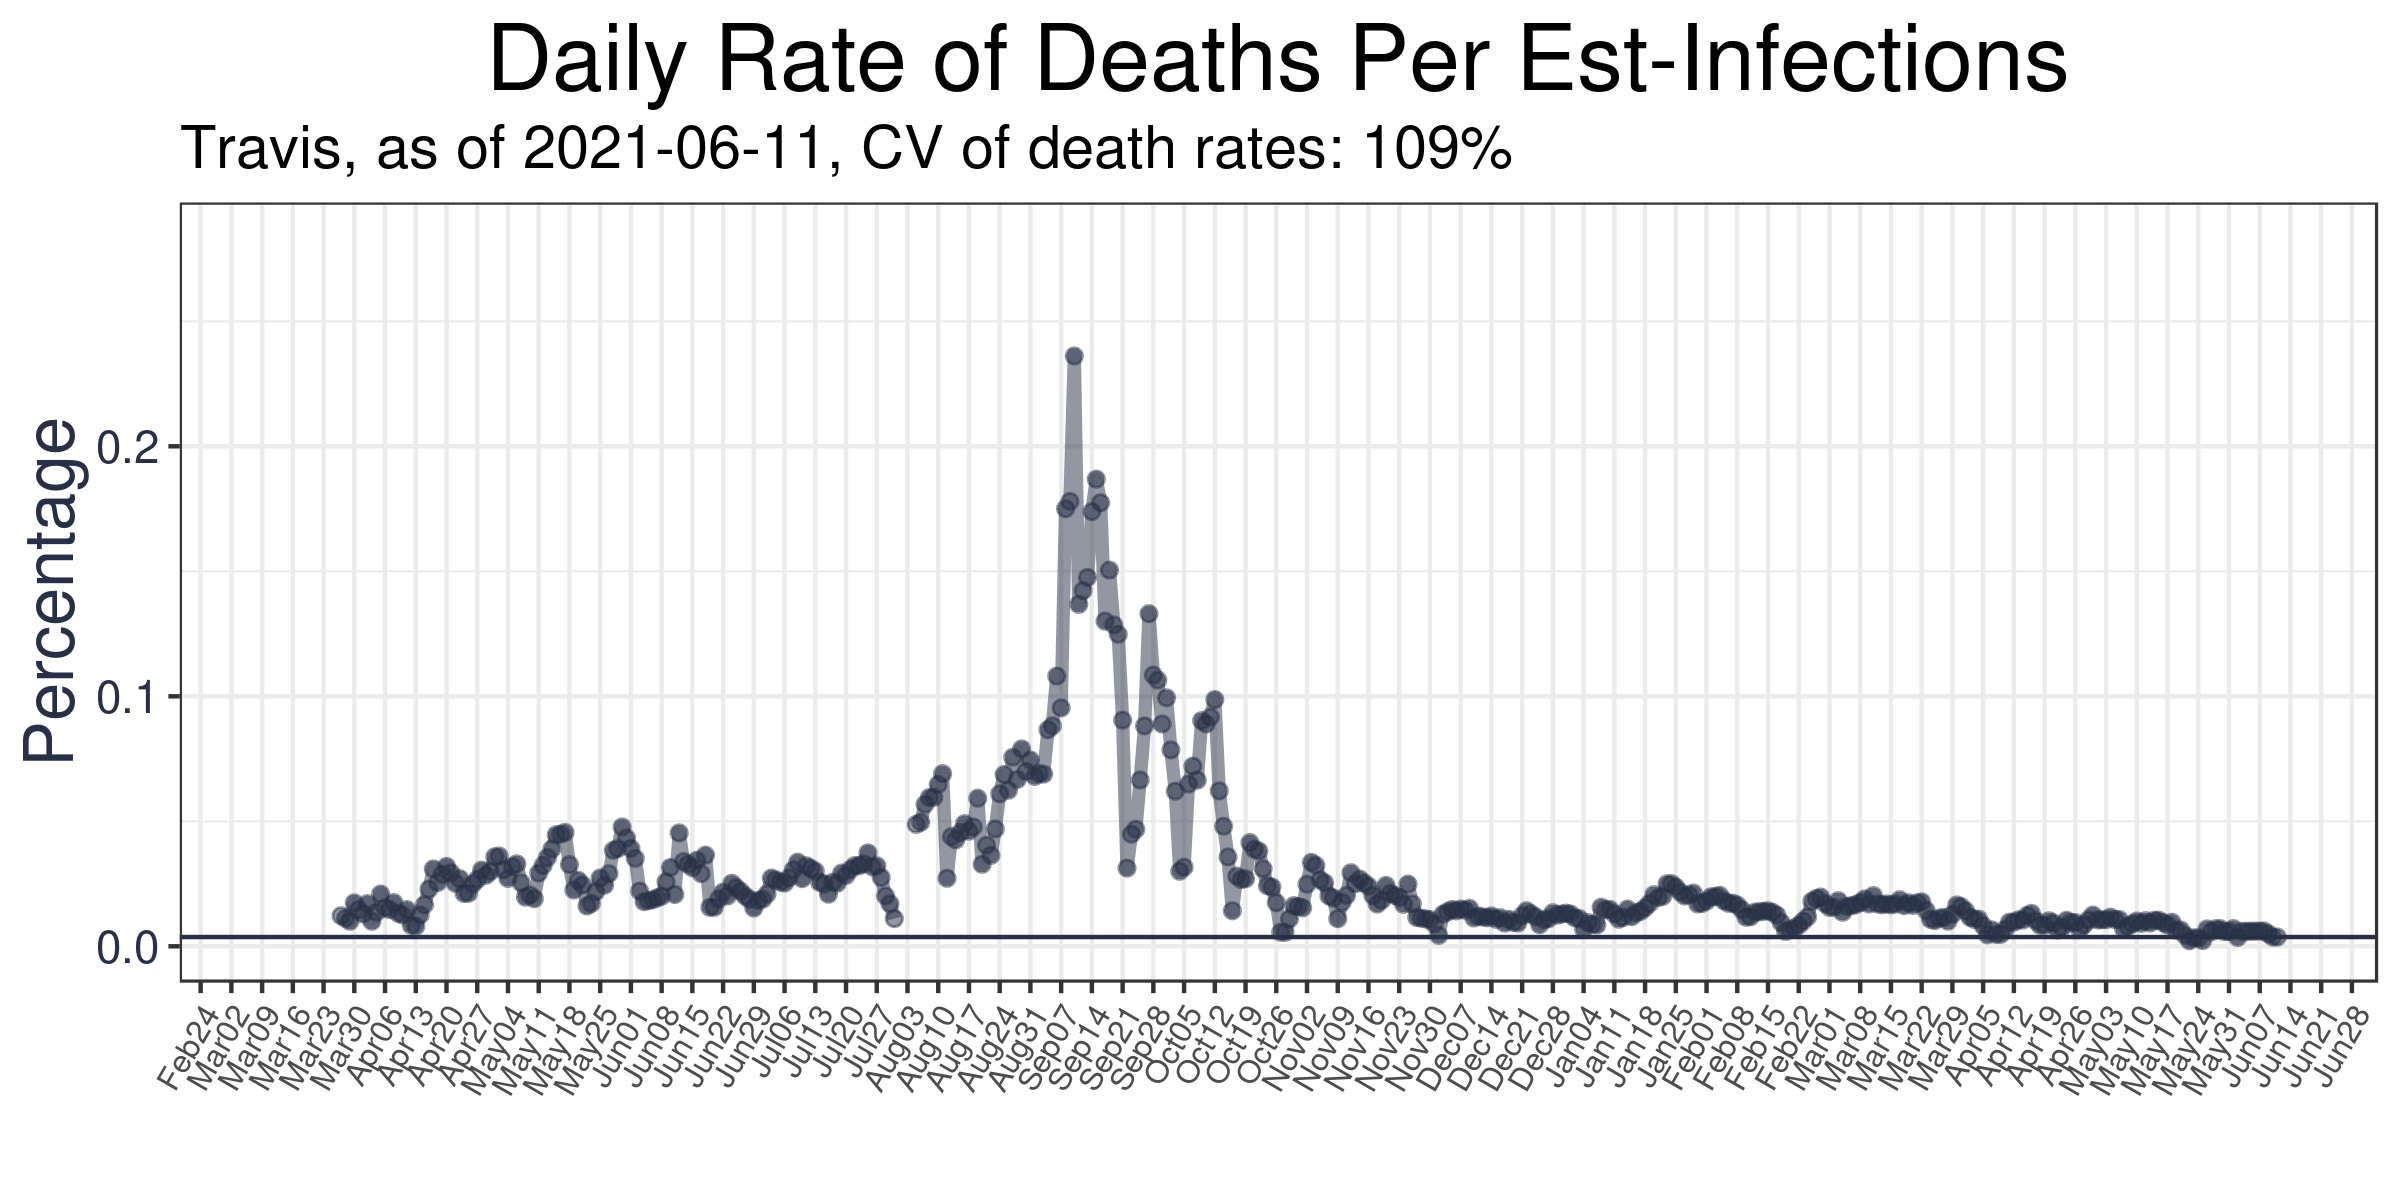 Daily Rate of Deaths Per Est-Infections
Travis, as of 2021-06-11, CV of death rates: 109%
Percentage
0.2
0.1
0.0
Feb24
Mar02
Mar09
Mar16
Mar23
Mar30
Apr06
Apr13
Apr20
Apr27
May04
May11
May18
May25
Jun01
Jun08
Jun15
Jun22
Jun29
Jul06
Jul13
Jul20
Jul27
Aug03
Aug10
Aug17
Aug24
Aug31
Sep07
Sep14
Sep21
Sep28
Oct05
Oct12
Oct19
Oct26
Nov02
Nov09
Nov16
Nov23
Nov30
Dec07
Dec14
Dec21
Dec28
Jan04
Jan11
Jan18
Jan25
Feb01
Feb08
Feb15
Feb22
Mar01
Mar08
Mar15
Mar22
Mar29
Apr05
Apr12
Apr19
Apr26
May03
May10
May17
May24
May31
Jun07
Jun14
Jun21
Jun28